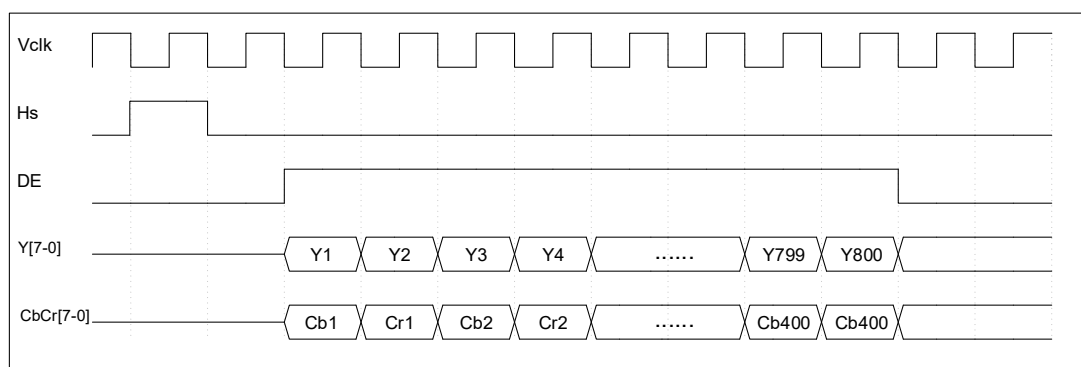 Vclk
Hs
DE
Y[7-0] Y1 Y2 Y3 Y4 ...... Y799 Y800
CbCr[7-0] Cb1 Cr1 Cb2 Cr2 ...... Cb400 Cb400